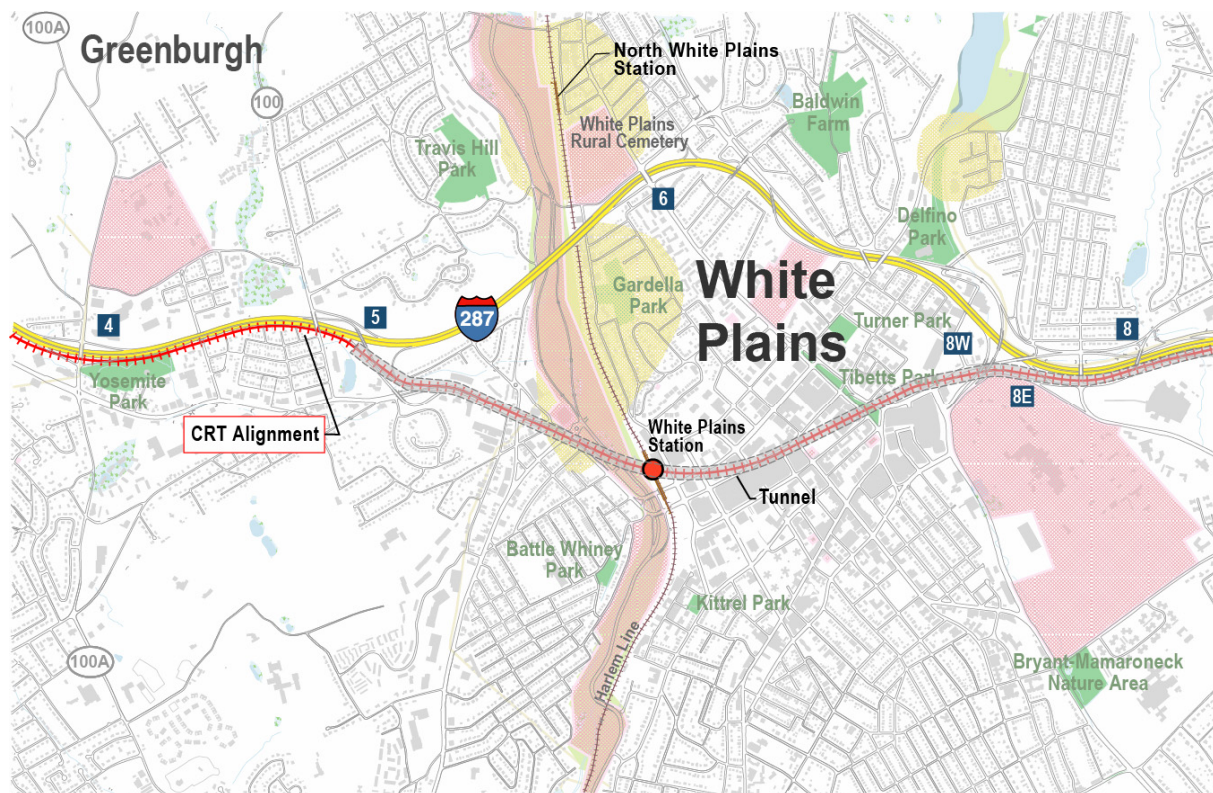 100A
Greenburgh
North White Plains
Station
100
Baldwin
Farm
White Plains
Rural Cemetery
Travis Hill
Park
6
Delfino
Park
White
Plains
Gardella
Park
287
4
5
Turner Park
8W
8
Yosemite
Park
Tibetts Park
8E
CRT Alignment
White Plains
Station
Tunnel
Battle Whiney
Park
Kittrel Park
Harlem Line
100A
Bryant-Mamaroneck
Nature Area